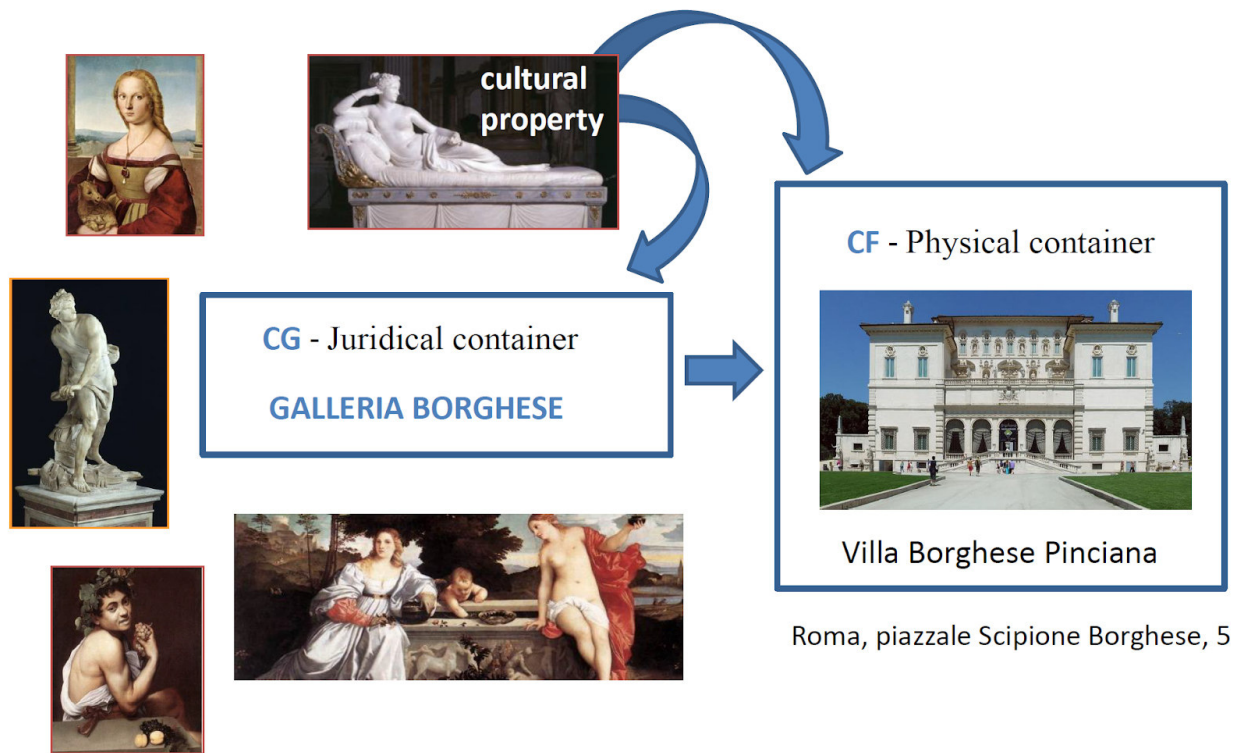 cultural
property
CF - Physical container
CG - Juridical container
GALLERIA BORGHESE
Villa Borghese Pinciana
Roma, piazzale Scipione Borghese, 5